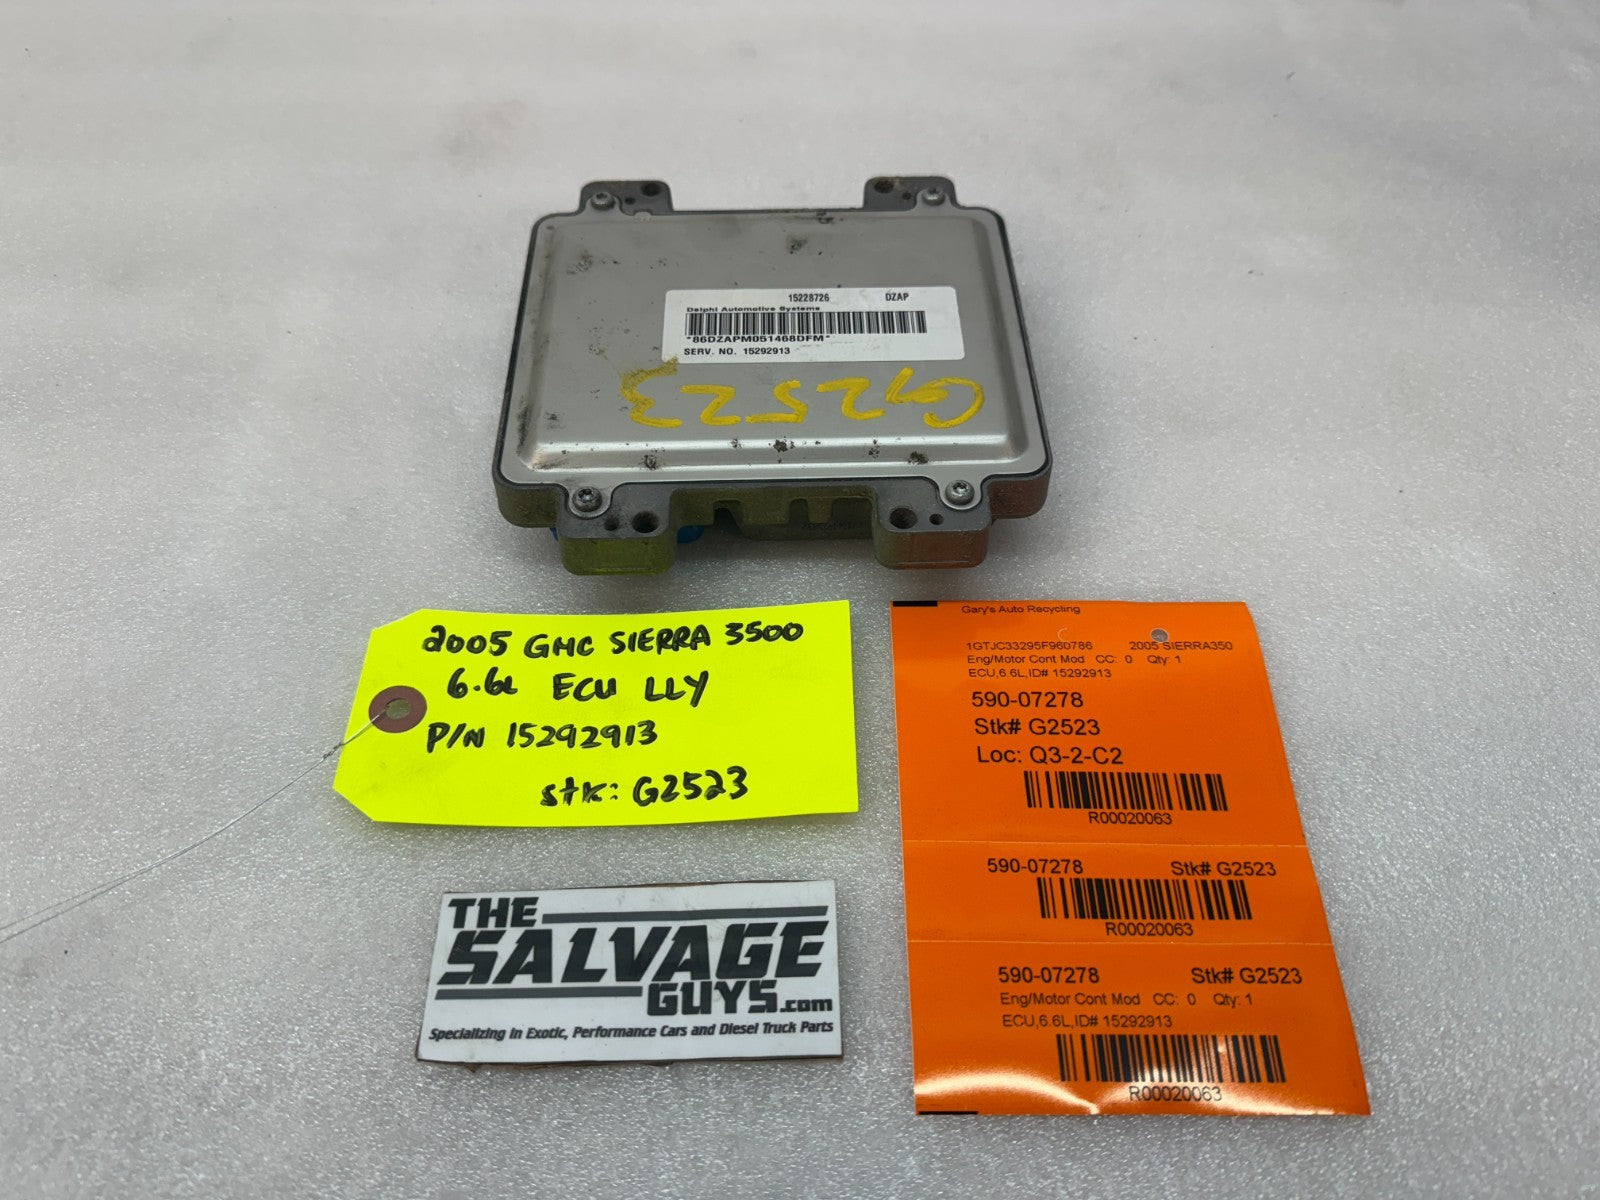 15228726 DZAP
Delphi Automotive Systems
*86DZAPM051468DFM*
SERV. NO. 15292913
G2523
2005 GMC SIERRA 3500
6.6L ECU LLY
P/N 15292913
stk: G2523
THE
SALVAGE
GUYS.com
Specializing in Exotic, Performance Cars and Diesel Truck Parts
Gary's Auto Recycling
1GTJC33295F960786 2005 SIERRA350
Eng/Motor Cont Mod CC: 0 Qty: 1
ECU,6.6L,ID# 15292913
590-07278
Stk# G2523
Loc: Q3-2-C2
R00020063
590-07278 Stk# G2523
R00020063
590-07278 Stk# G2523
Eng/Motor Cont Mod CC: 0 Qty: 1
ECU,6.6L,ID# 15292913
R00020063